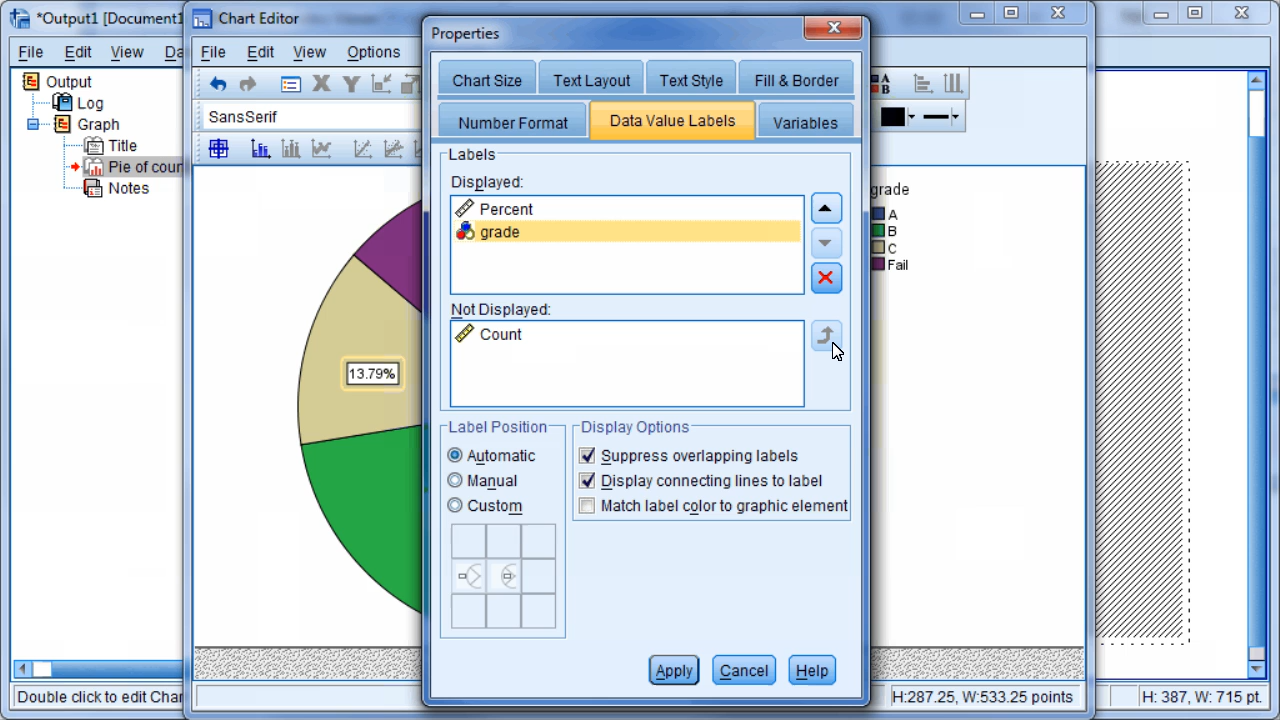 *Output1 [Document1
Chart Editor
Properties
File Edit View Da
File Edit View Options
Output
Log
Graph
Title
Pie of coun
Notes
SansSerif
Chart Size Text Layout Text Style Fill & Border
Number Format Data Value Labels Variables
Labels
Displayed:
Percent
grade
Not Displayed:
Count
Label Position
Automatic
Manual
Custom
Display Options
Suppress overlapping labels
Display connecting lines to label
Match label color to graphic element
Apply Cancel Help
13.79%
grade
A
B
C
Fail
Double click to edit Char
H:287.25, W:533.25 points
H: 387, W: 715 pt.